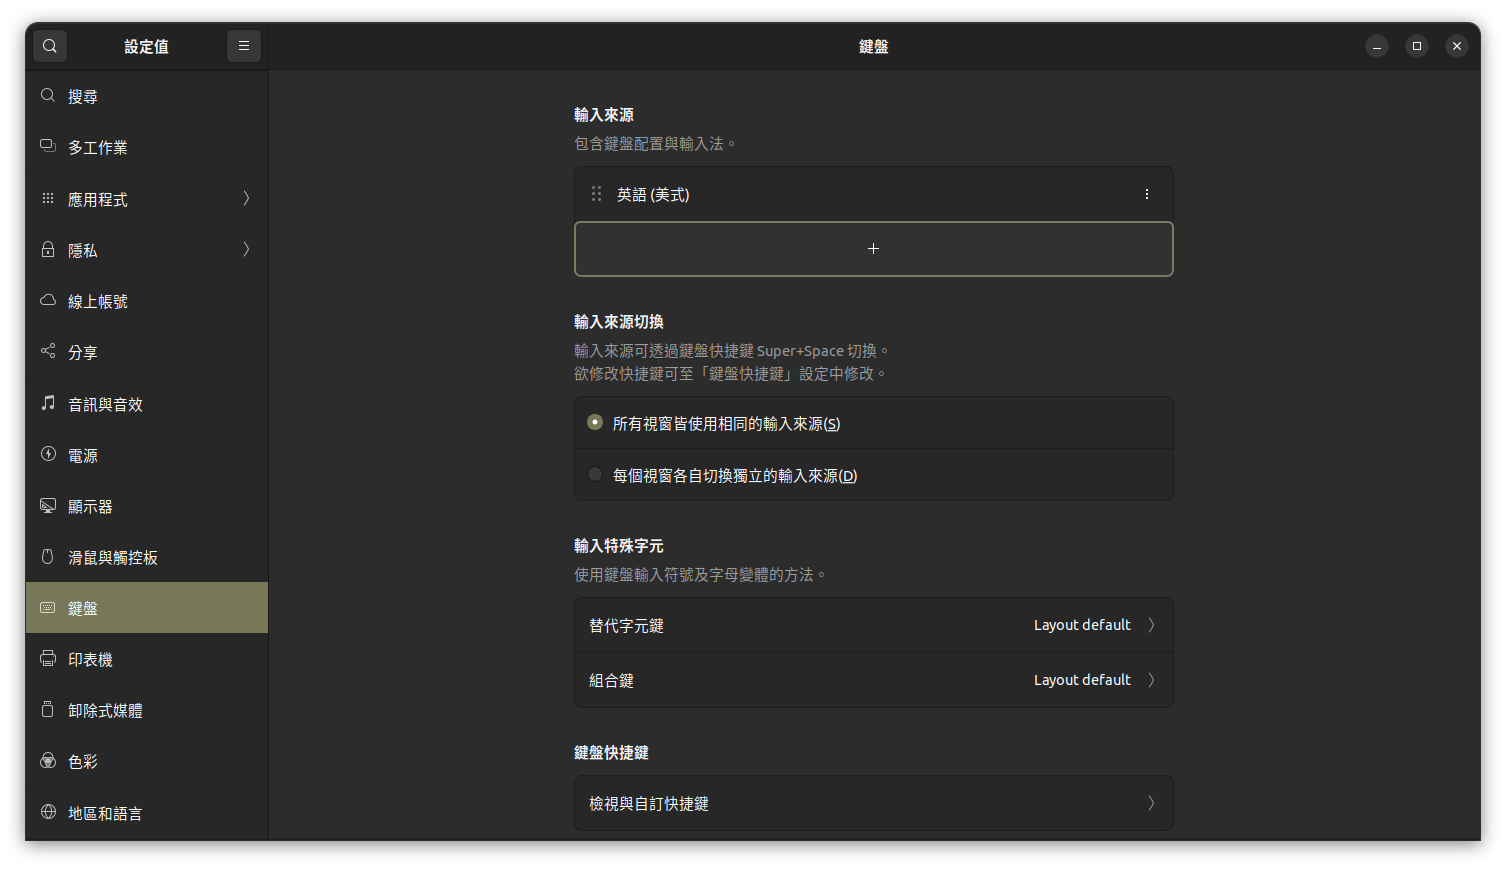 設定值
鍵盤
搜尋
多工作業
應用程式
隱私
線上帳號
分享
音訊與音效
電源
顯示器
滑鼠與觸控板
鍵盤
印表機
卸除式媒體
色彩
地區和語言
輸入來源
包含鍵盤配置與輸入法。
英語 (美式)
輸入來源切換
輸入來源可透過鍵盤快捷鍵 Super+Space 切換。
欲修改快捷鍵可至「鍵盤快捷鍵」設定中修改。
所有視窗皆使用相同的輸入來源(S)
每個視窗各自切換獨立的輸入來源(D)
輸入特殊字元
使用鍵盤輸入符號及字母變體的方法。
替代字元鍵 Layout default
組合鍵 Layout default
鍵盤快捷鍵
檢視與自訂快捷鍵